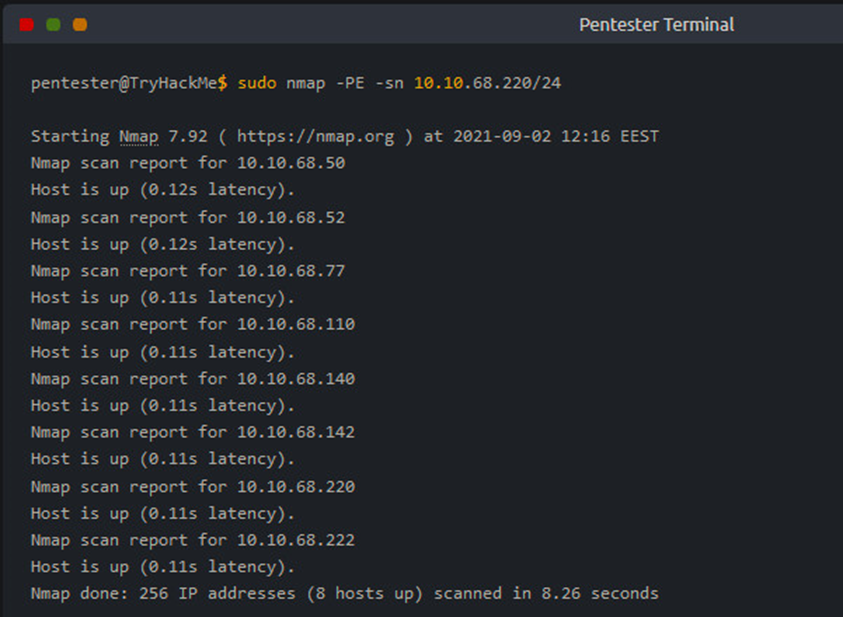 Pentester Terminal
pentester@TryHackMe$ sudo nmap -PE -sn 10.10.68.220/24
Starting Nmap 7.92 ( https://nmap.org ) at 2021-09-02 12:16 EEST
Nmap scan report for 10.10.68.50
Host is up (0.12s latency).
Nmap scan report for 10.10.68.52
Host is up (0.12s latency).
Nmap scan report for 10.10.68.77
Host is up (0.11s latency).
Nmap scan report for 10.10.68.110
Host is up (0.11s latency).
Nmap scan report for 10.10.68.140
Host is up (0.11s latency).
Nmap scan report for 10.10.68.142
Host is up (0.11s latency).
Nmap scan report for 10.10.68.220
Host is up (0.11s latency).
Nmap scan report for 10.10.68.222
Host is up (0.11s latency).
Nmap done: 256 IP addresses (8 hosts up) scanned in 8.26 seconds